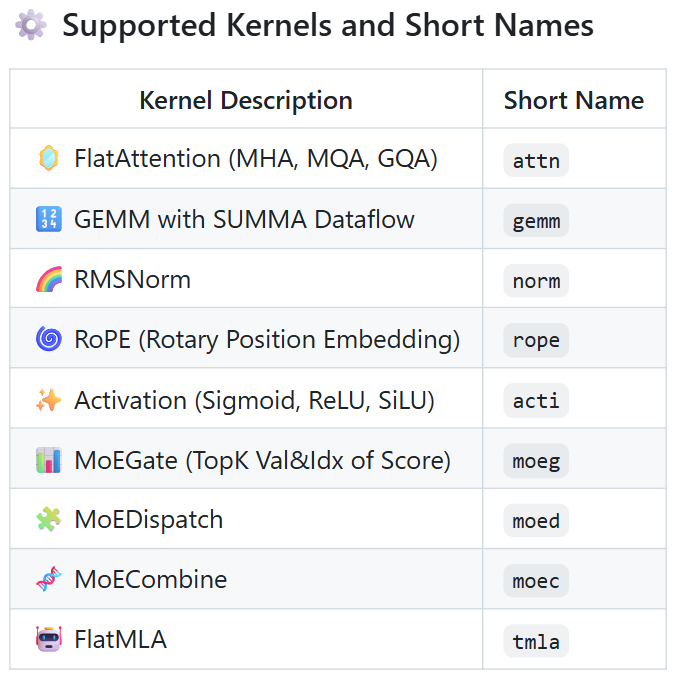 Supported Kernels and Short Names
Kernel Description Short Name
FlatAttention (MHA, MQA, GQA) attn
GEMM with SUMMA Dataflow gemm
RMSNorm norm
RoPE (Rotary Position Embedding) rope
Activation (Sigmoid, ReLU, SiLU) acti
MoEGate (TopK Val&Idx of Score) moeg
MoEDispatch moed
MoECombine moec
FlatMLA tmla